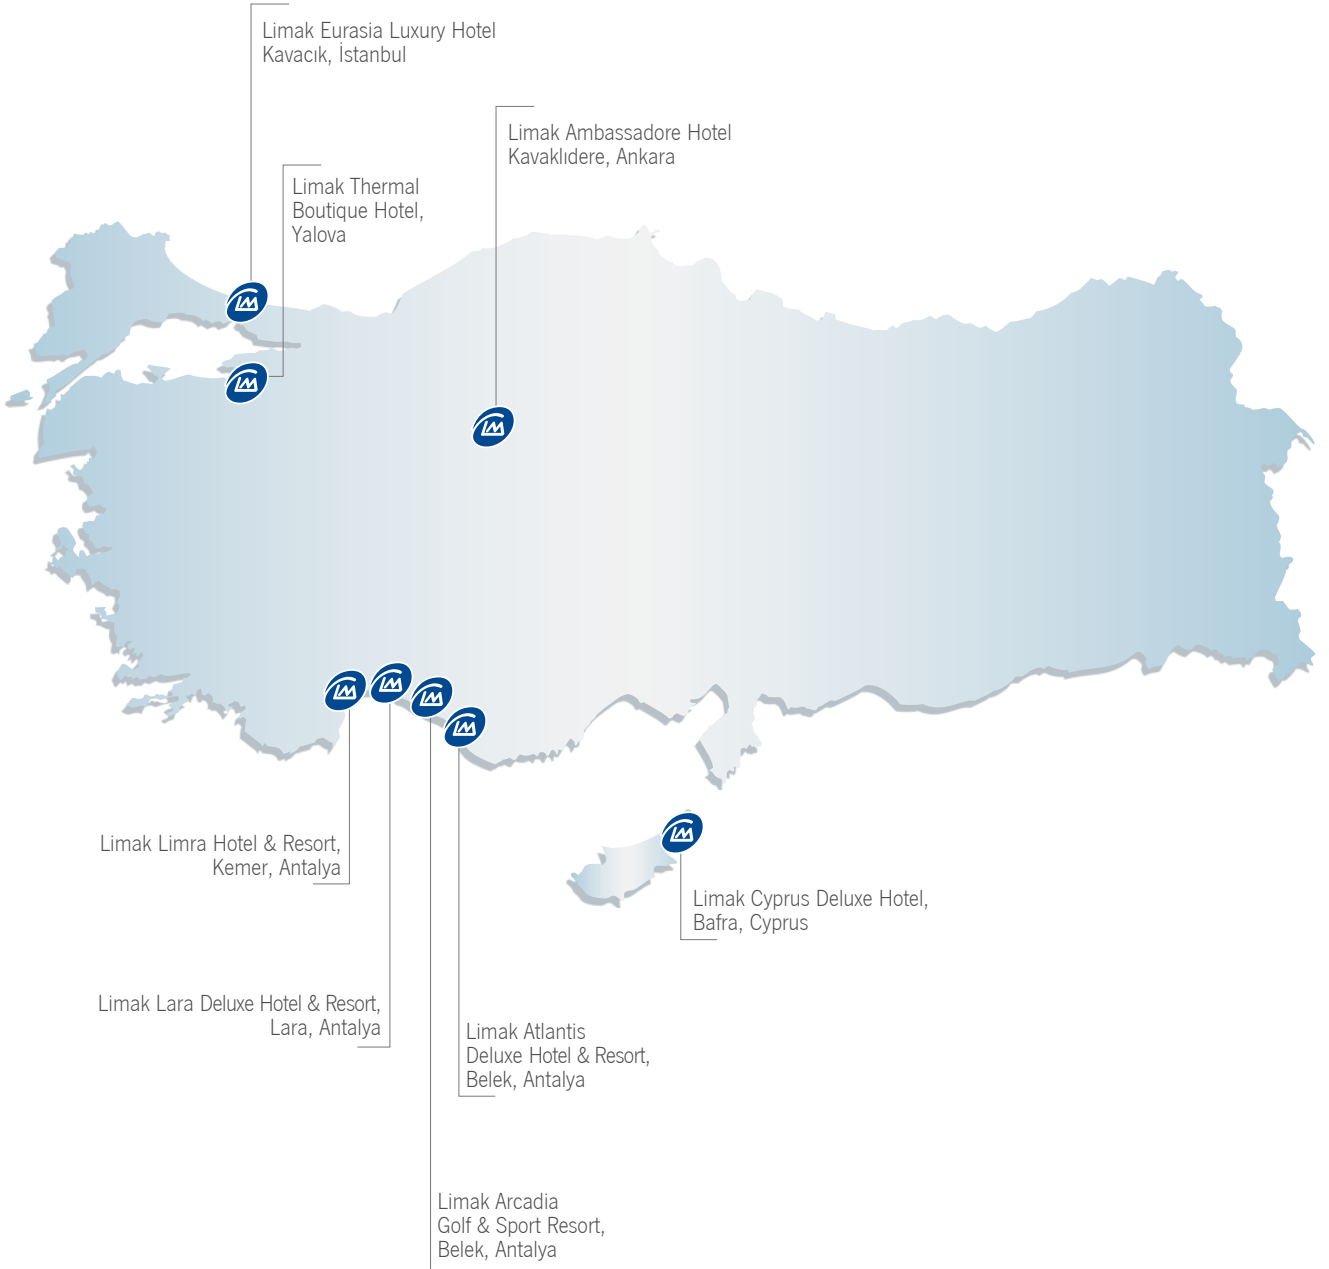 Limak Eurasia Luxury Hotel
Kavacık, İstanbul
Limak Ambassadore Hotel
Kavaklıdere, Ankara
Limak Thermal
Boutique Hotel,
Yalova
Limak Limra Hotel & Resort,
Kemer, Antalya
Limak Cyprus Deluxe Hotel,
Bafra, Cyprus
Limak Lara Deluxe Hotel & Resort,
Lara, Antalya
Limak Atlantis
Deluxe Hotel & Resort,
Belek, Antalya
Limak Arcadia
Golf & Sport Resort,
Belek, Antalya